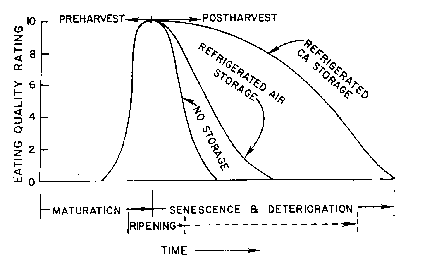 PREHARVEST
POSTHARVEST
EATING QUALITY RATING
10
8
6
4
2
0
REFRIGERATED
CA STORAGE
REFRIGERATED AIR
STORAGE
NO STORAGE
MATURATION
SENESCENCE & DETERIORATION
RIPENING
TIME